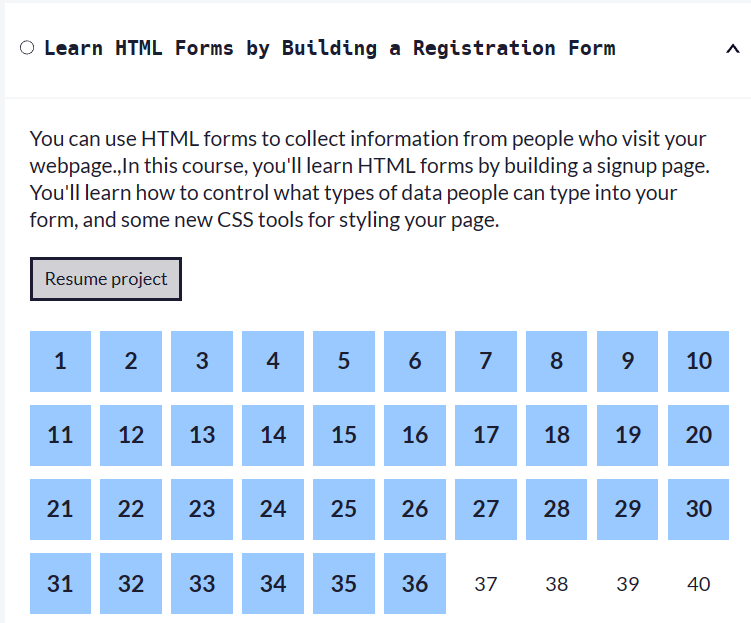 Learn HTML Forms by Building a Registration Form
You can use HTML forms to collect information from people who visit your
webpage.,In this course, you'll learn HTML forms by building a signup page.
You'll learn how to control what types of data people can type into your
form, and some new CSS tools for styling your page.
Resume project
1 2 3 4 5 6 7 8 9 10
11 12 13 14 15 16 17 18 19 20
21 22 23 24 25 26 27 28 29 30
31 32 33 34 35 36 37 38 39 40